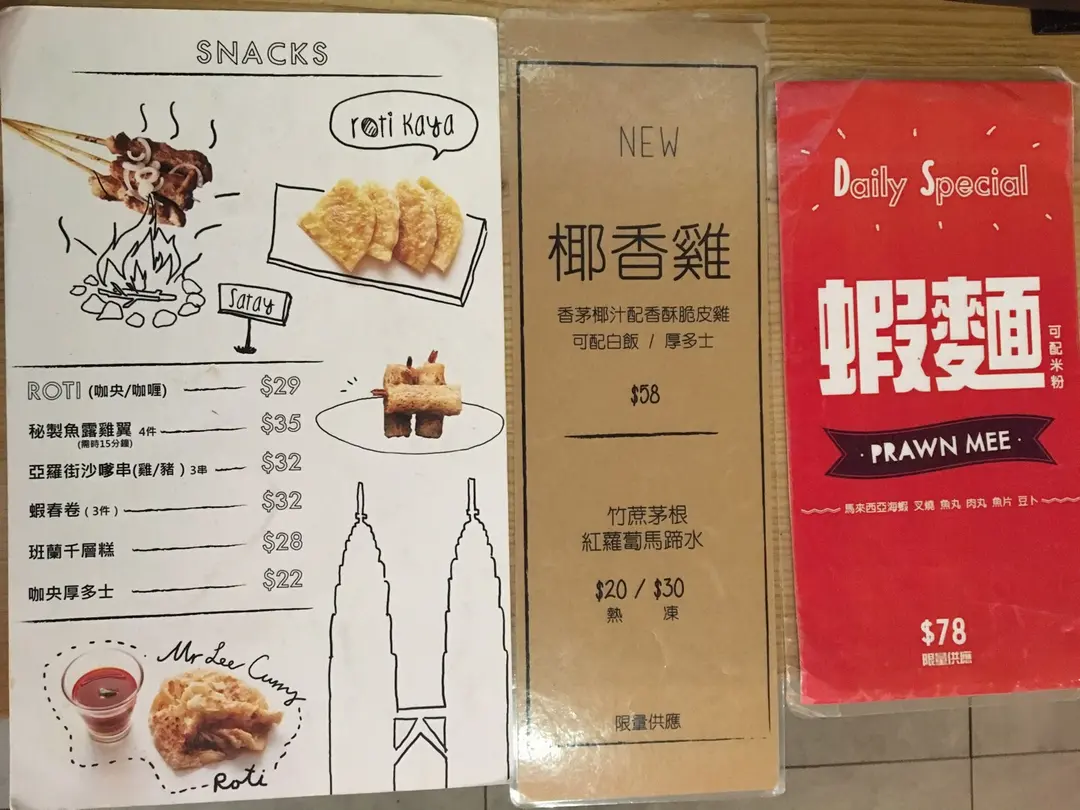 SNACKS
roti Kaya
Satay
ROTI (咖央/咖喱) $29
秘製魚露雞翼 4件 $35
(需時15分鐘)
亞羅街沙嗲串(雞/豬) 3串 $32
蝦春卷 (3件) $32
班蘭千層糕 $28
咖央厚多士 $22
Mr Lee Curry
Roti
NEW
椰香雞
香茅椰汁配香酥脆皮雞
可配白飯 / 厚多士
$58
竹蔗茅根
紅蘿蔔馬蹄水
$20 / $30
熱 凍
限量供應
Daily Special
蝦麵
可配米粉
PRAWN MEE
馬來西亞海蝦 叉燒 魚丸 肉丸 魚片 豆卜
$78
限量供應